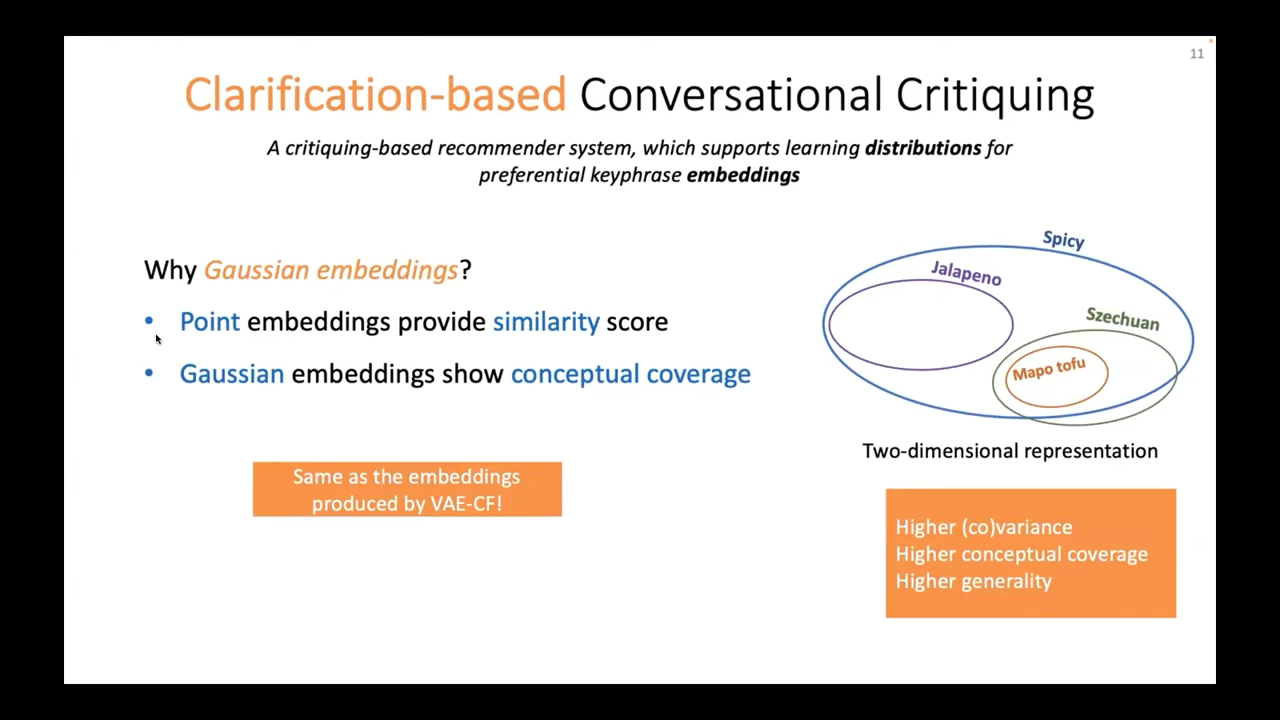 11
Clarification-based Conversational Critiquing
A critiquing-based recommender system, which supports learning distributions for
preferential keyphrase embeddings
Why Gaussian embeddings?
• Point embeddings provide similarity score
• Gaussian embeddings show conceptual coverage
Same as the embeddings
produced by VAE-CF!
Spicy
Jalapeno
Szechuan
Mapo tofu
Two-dimensional representation
Higher (co)variance
Higher conceptual coverage
Higher generality